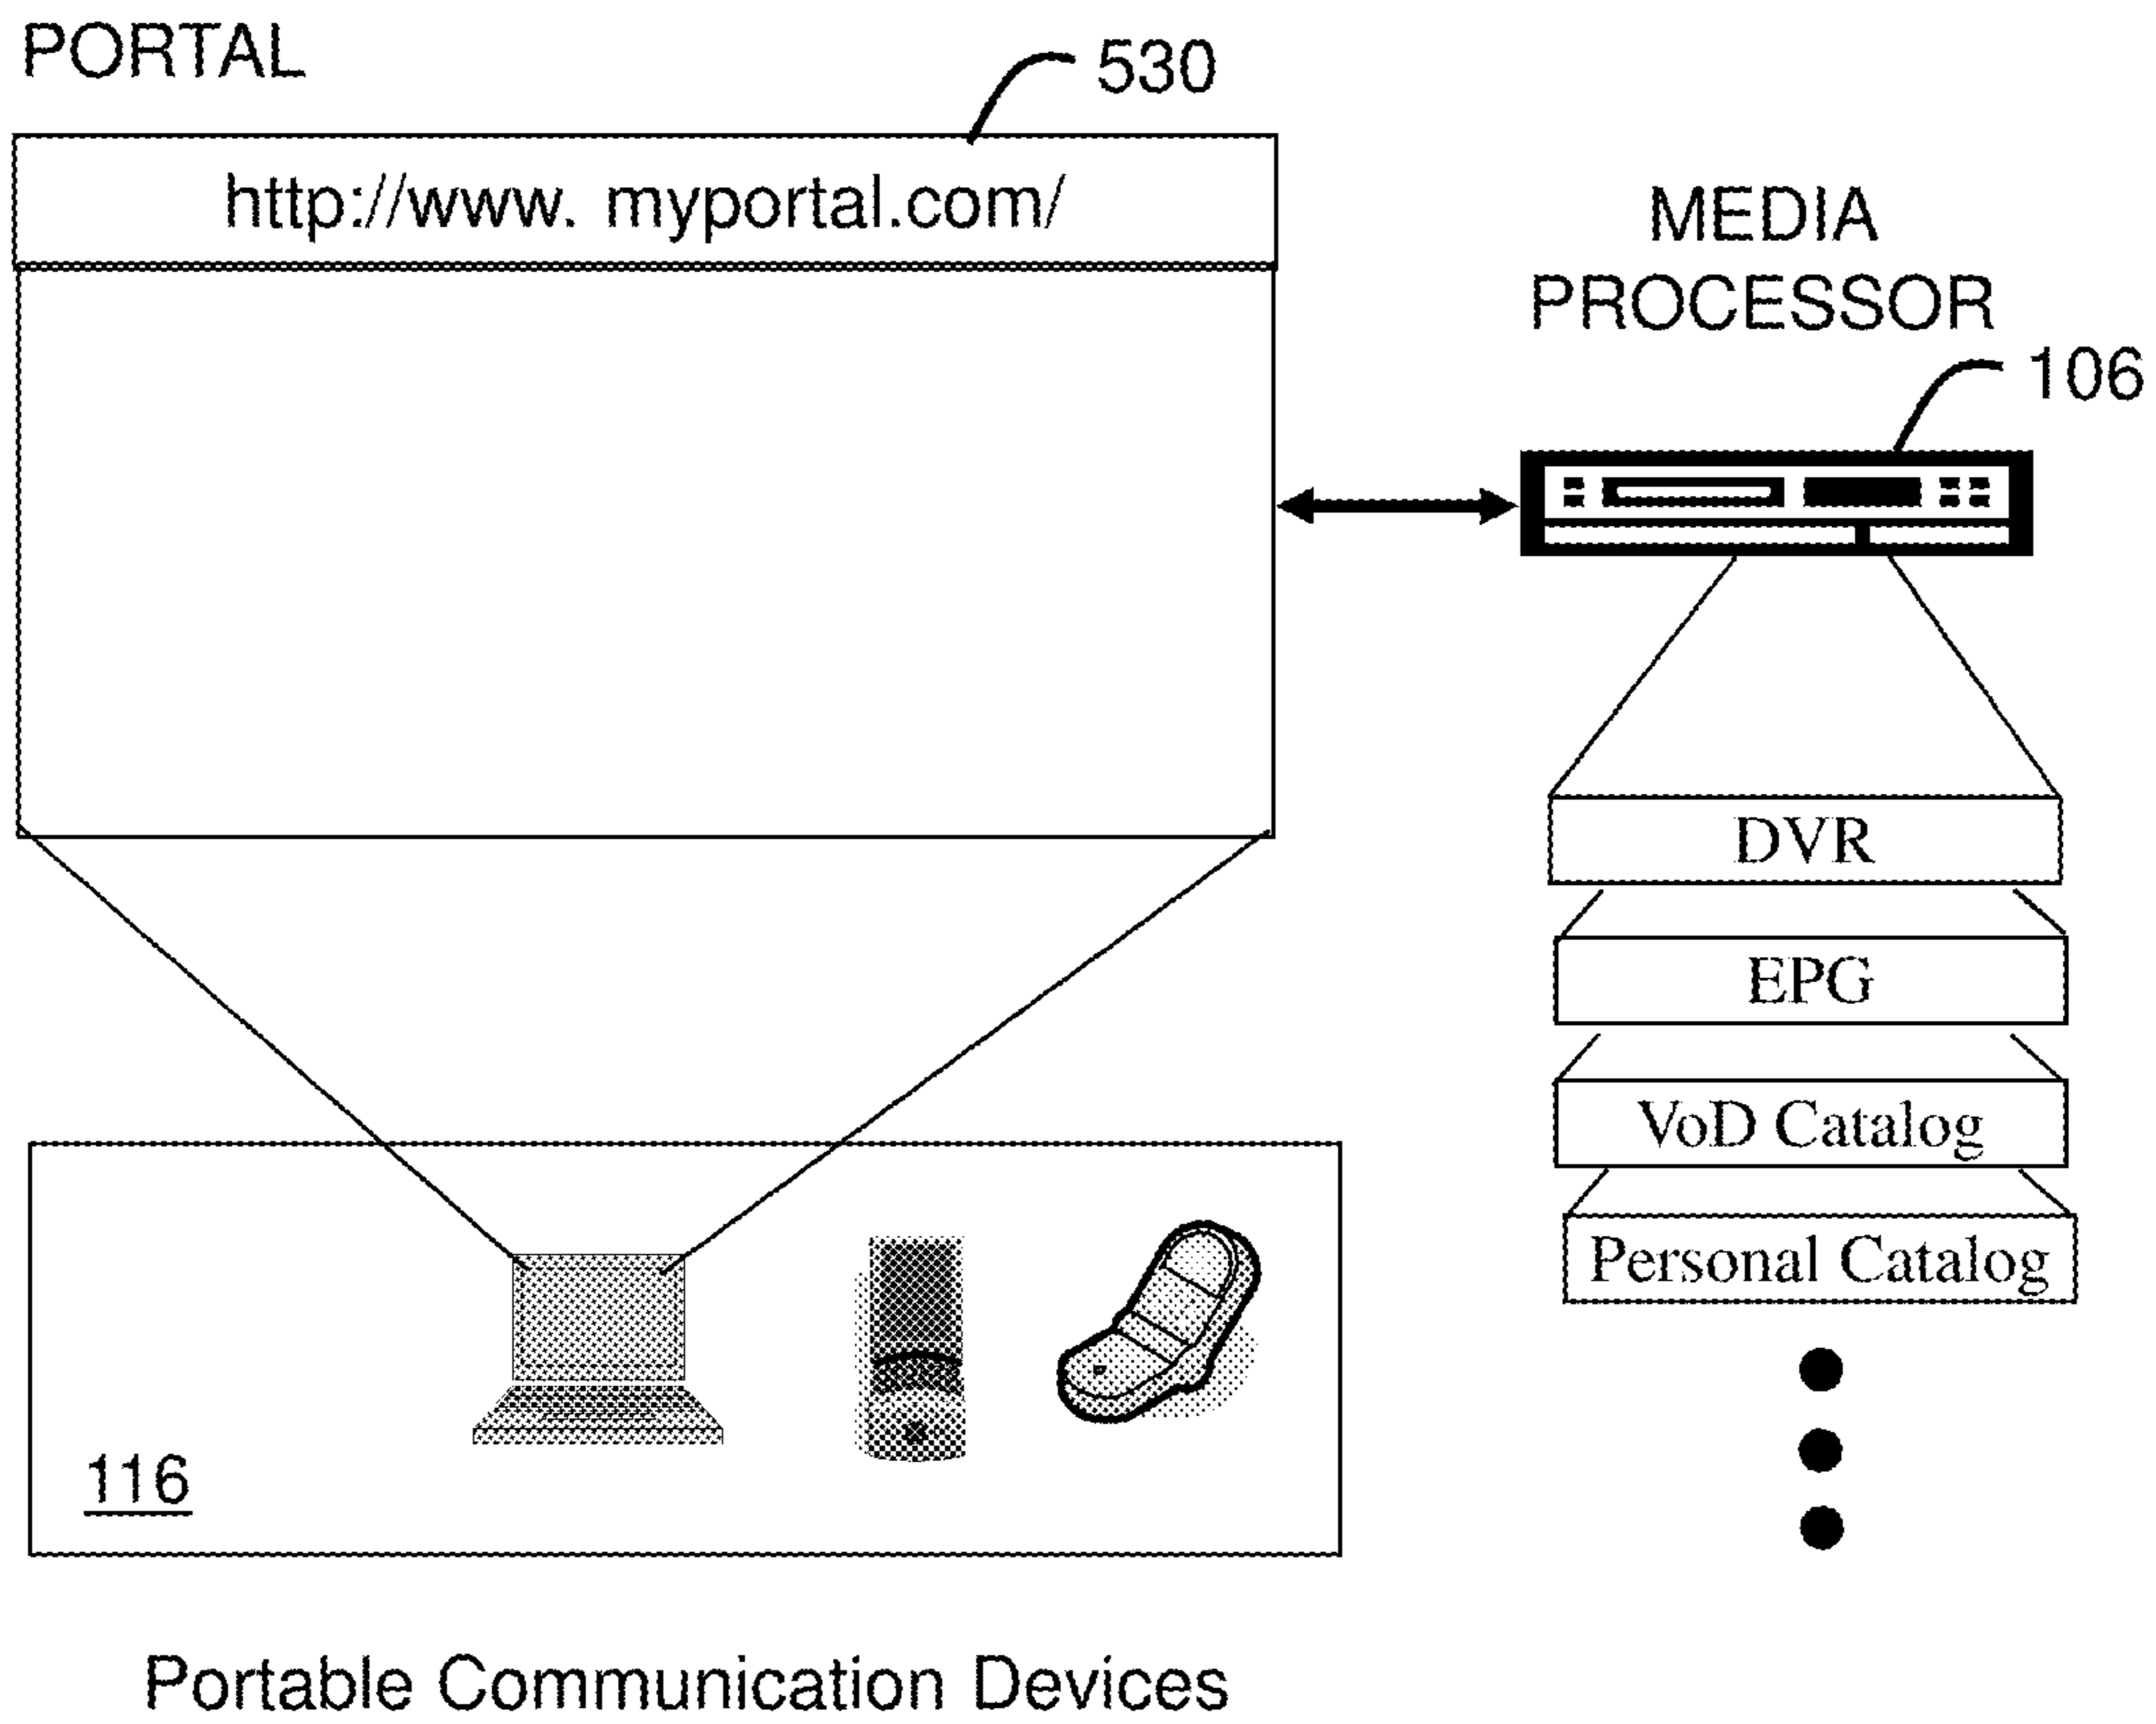 PORTAL
530
http://www. myportal.com/
MEDIA
PROCESSOR
106
DVR
EPG
VoD Catalog
Personal Catalog
116
Portable Communication Devices